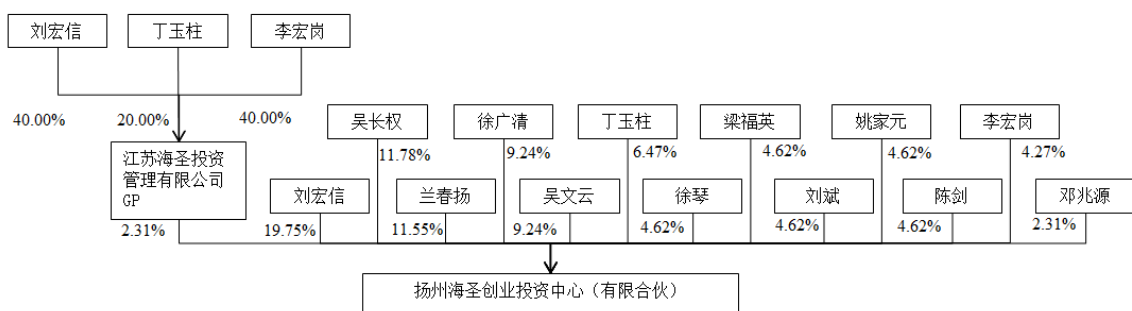 刘宏信
丁玉柱
李宏岗
40.00%
20.00%
40.00%
江苏海圣投资
管理有限公司
GP
吴长权
徐广清
丁玉柱
梁福英
姚家元
李宏岗
11.78%
9.24%
6.47%
4.62%
4.62%
4.27%
刘宏信
兰春扬
吴文云
徐琴
刘斌
陈剑
邓兆源
2.31%
19.75%
11.55%
9.24%
4.62%
4.62%
4.62%
2.31%
扬州海圣创业投资中心（有限合伙）